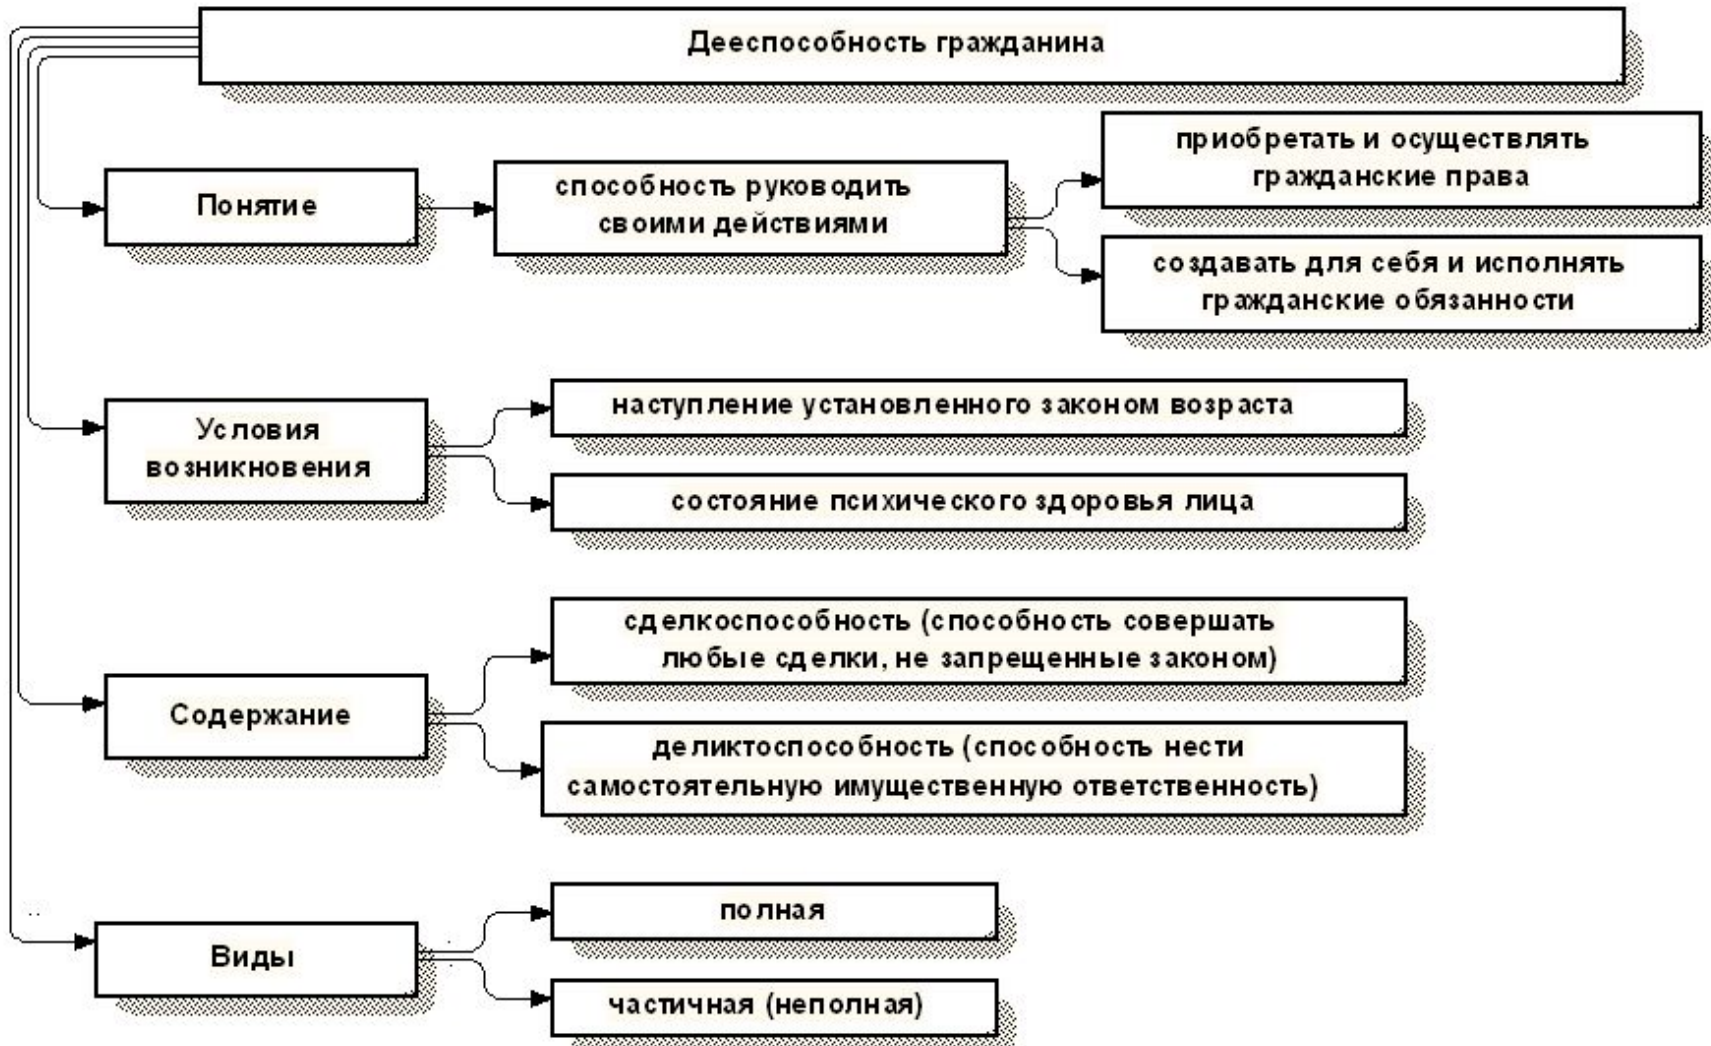 Дееспособность гражданина
Понятие
способность руководить
своими действиями
приобретать и осуществлять
гражданские права
создавать для себя и исполнять
гражданские обязанности
Условия
возникновения
наступление установленного законом возраста
состояние психического здоровья лица
Содержание
сделкоспособность (способность совершать
любые сделки, не запрещенные законом)
деликтоспособность (способность нести
самостоятельную имущественную ответственность)
Виды
полная
частичная (неполная)